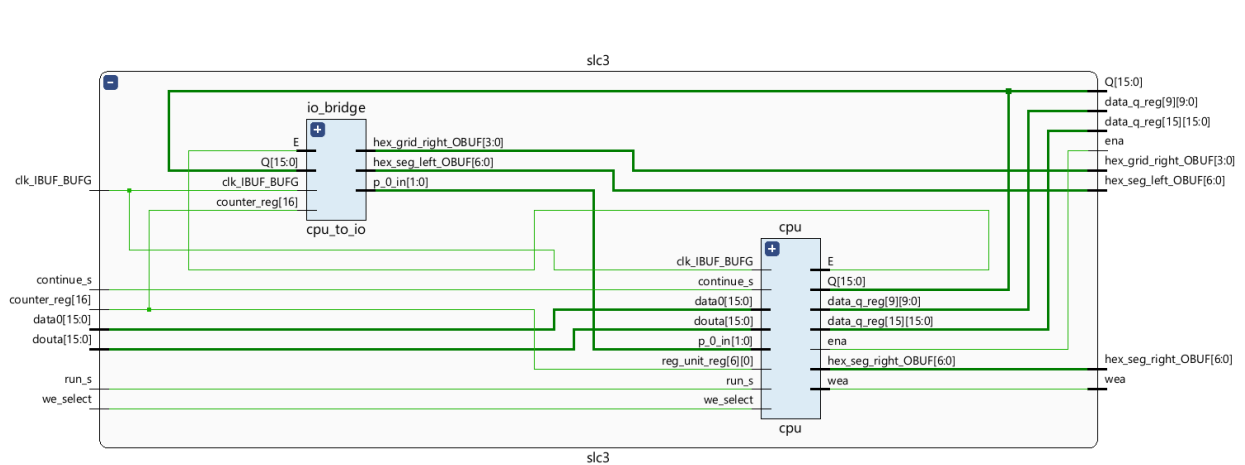 slc3
Q[15:0]
data_q_reg[9][9:0]
data_q_reg[15][15:0]
ena
hex_grid_right_OBUF[3:0]
hex_seg_left_OBUF[6:0]
io_bridge
E
Q[15:0]
clk_IBUF_BUFG
counter_reg[16]
hex_grid_right_OBUF[3:0]
hex_seg_left_OBUF[6:0]
p_0_in[1:0]
cpu_to_io
clk_IBUF_BUFG
continue_s
counter_reg[16]
data0[15:0]
douta[15:0]
run_s
we_select
cpu
clk_IBUF_BUFG
continue_s
data0[15:0]
douta[15:0]
p_0_in[1:0]
reg_unit_reg[6][0]
run_s
we_select
E
Q[15:0]
data_q_reg[9][9:0]
data_q_reg[15][15:0]
ena
hex_seg_right_OBUF[6:0]
wea
cpu
hex_seg_right_OBUF[6:0]
wea
slc3